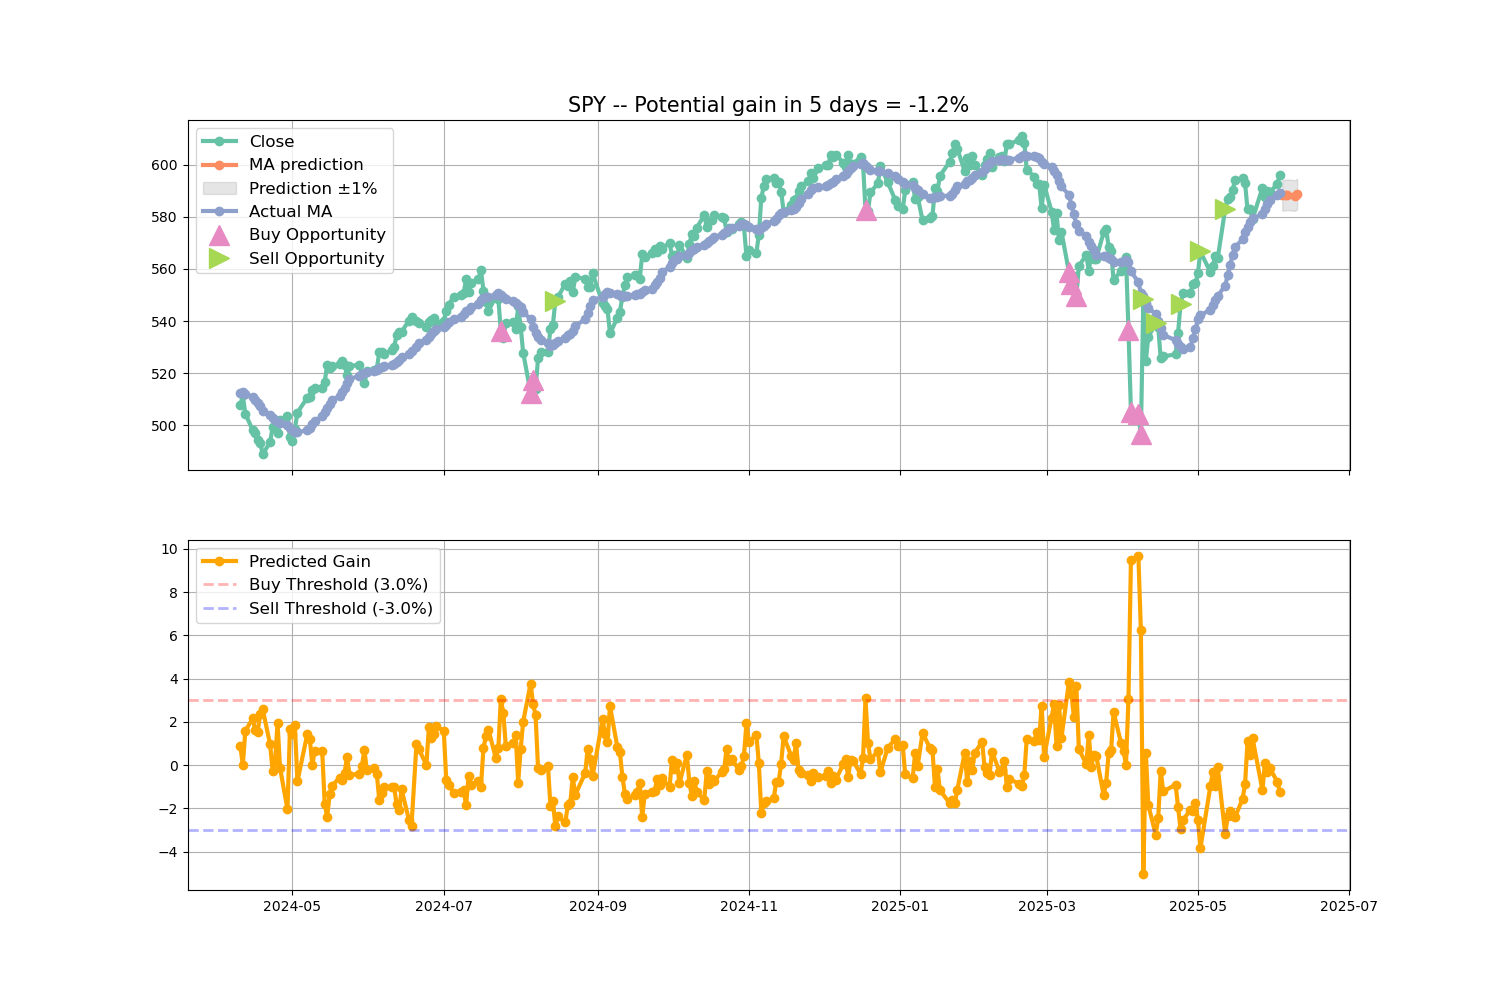 SPY -- Potential gain in 5 days = -1.2%
Close
MA prediction
Prediction ±1%
Actual MA
Buy Opportunity
Sell Opportunity
600
580
560
540
520
500
Predicted Gain
Buy Threshold (3.0%)
Sell Threshold (-3.0%)
10
8
6
4
2
0
−2
−4
2024-05 2024-07 2024-09 2024-11 2025-01 2025-03 2025-05 2025-07